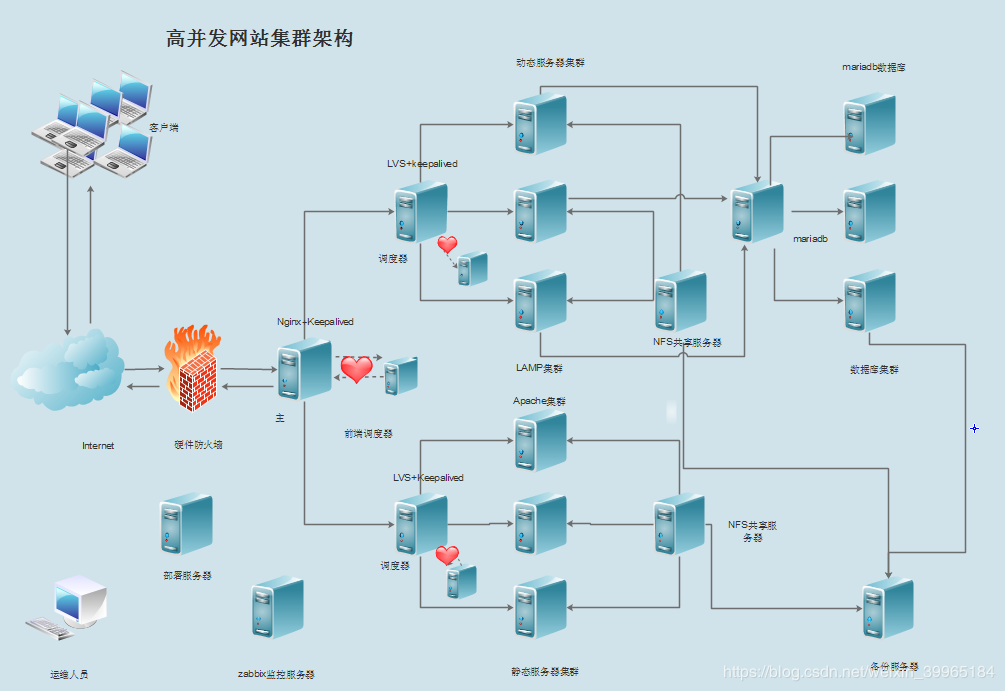 高并发网站集群架构
动态服务器集群
mariadb数据库
客户端
LVS+keepalived
mariadb
调度器
Nginx+Keepalived
NFS共享服务器
LAMP集群
数据库集群
Apache集群
主
前端调度器
Internet
硬件防火墙
LVS+Keepalived
NFS共享服
务器
调度器
部署服务器
备份服务器
运维人员
zabbix监控服务器
静态服务器集群
https://blog.csdn.net/weixin_39965184